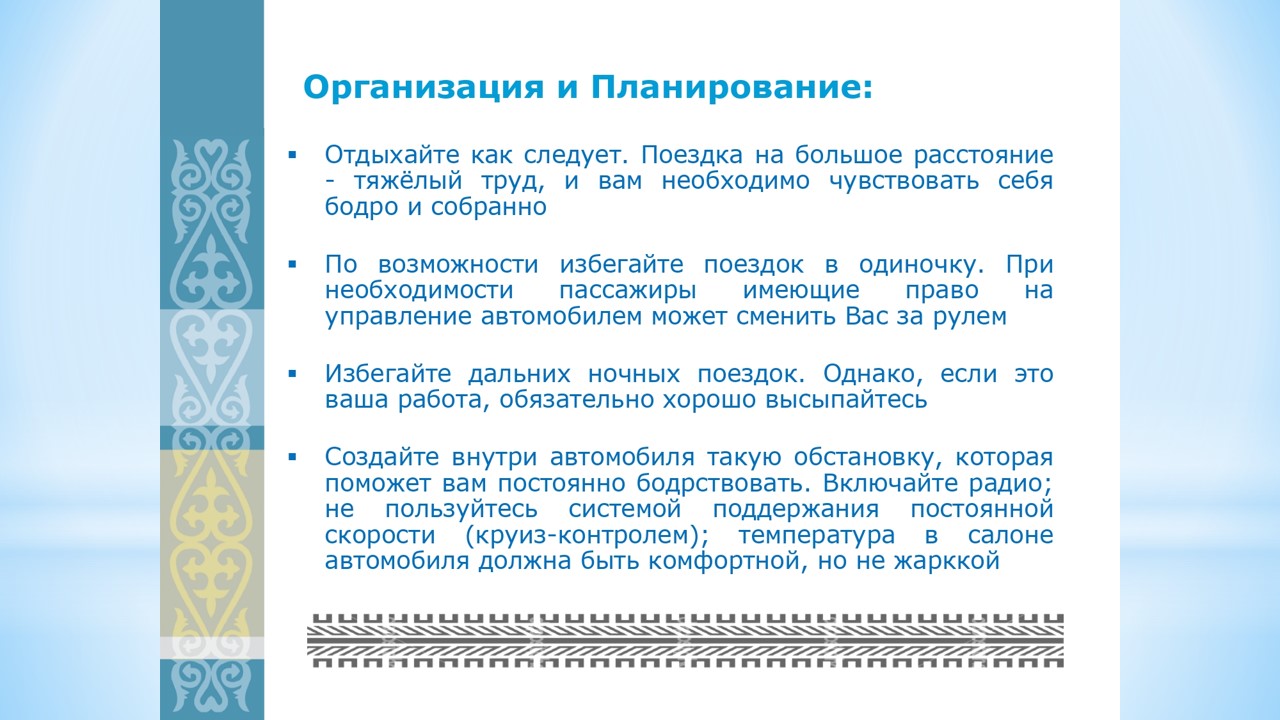 Организация и Планирование:
▪ Отдыхайте как следует. Поездка на большое расстояние
- тяжёлый труд, и вам необходимо чувствовать себя
бодро и собранно
▪ По возможности избегайте поездок в одиночку. При
необходимости пассажиры имеющие право на
управление автомобилем может сменить Вас за рулем
▪ Избегайте дальних ночных поездок. Однако, если это
ваша работа, обязательно хорошо высыпайтесь
▪ Создайте внутри автомобиля такую обстановку, которая
поможет вам постоянно бодрствовать. Включайте радио;
не пользуйтесь системой поддержания постоянной
скорости (круиз-контролем); температура в салоне
автомобиля должна быть комфортной, но не жарккой